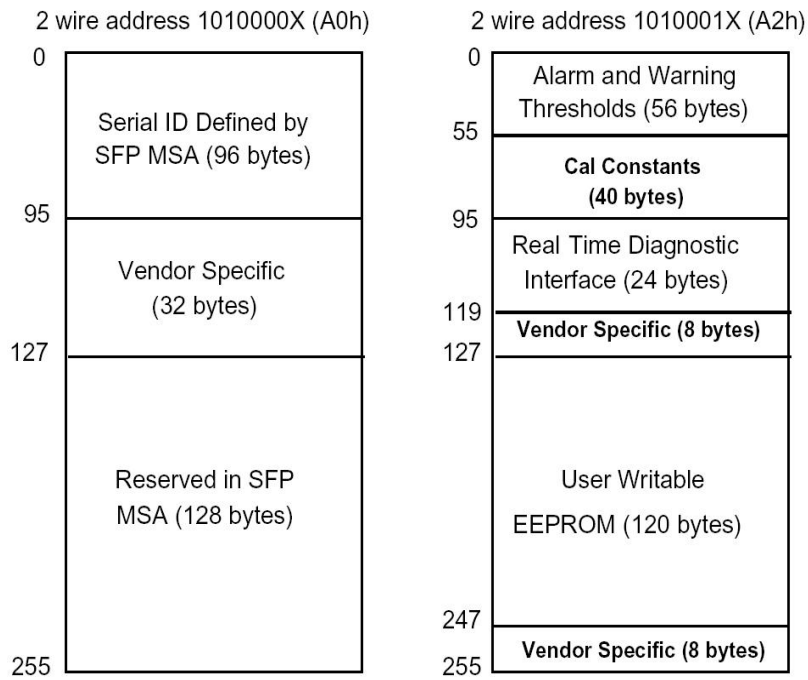 2 wire address 1010000X (A0h)
0
Serial ID Defined by
SFP MSA (96 bytes)
95
Vendor Specific
(32 bytes)
127
Reserved in SFP
MSA (128 bytes)
255
2 wire address 1010001X (A2h)
0
Alarm and Warning
Thresholds (56 bytes)
55
Cal Constants
(40 bytes)
95
Real Time Diagnostic
Interface (24 bytes)
119
Vendor Specific (8 bytes)
127
User Writable
EEPROM (120 bytes)
247
Vendor Specific (8 bytes)
255